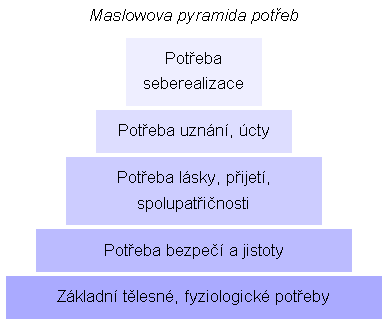 Maslowova pyramida potřeb
Potřeba
seberealizace
Potřeba uznání, úcty
Potřeba lásky, přijetí,
spolupatřičnosti
Potřeba bezpečí a jistoty
Základní tělesné, fyziologické potřeby